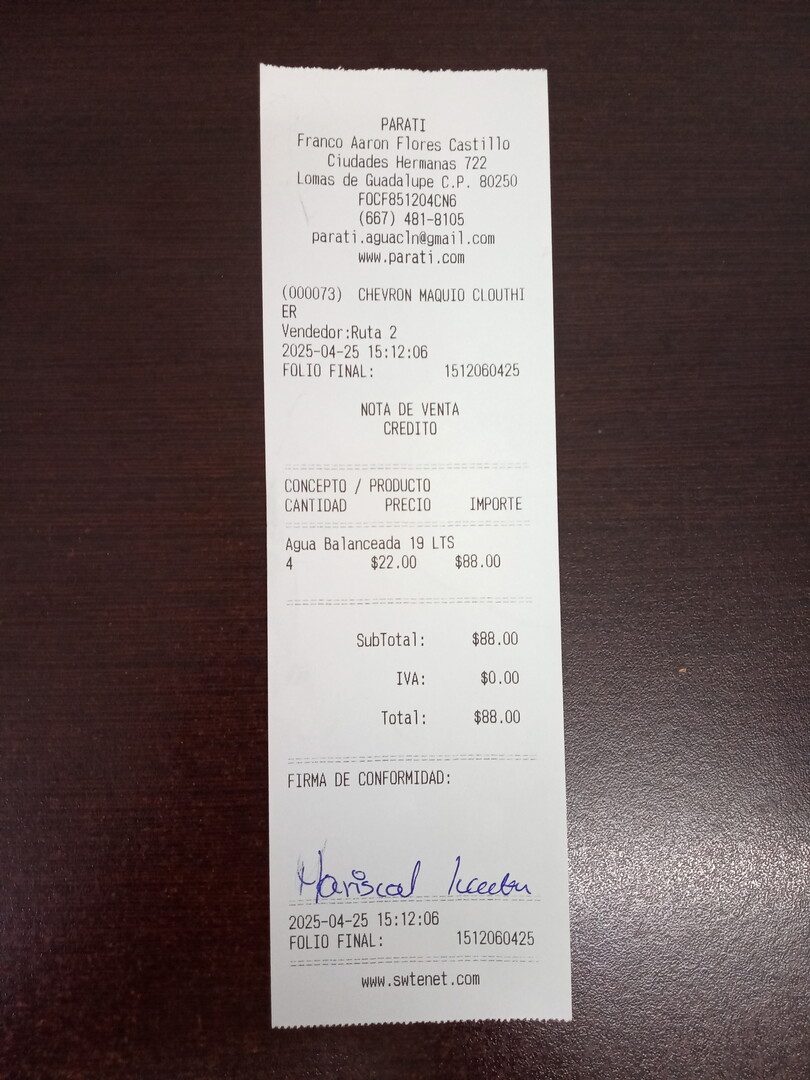 PARATI
Franco Aaron Flores Castillo
Ciudades Hermanas 722
Lomas de Guadalupe C.P. 80250
FOCF851204CN6
(667) 481-8105
parati.aguacln@gmail.com
www.parati.com
(000073) CHEVRON MAQUIO CLOUTHI
ER
Vendedor:Ruta 2
2025-04-25 15:12:06
FOLIO FINAL: 1512060425
NOTA DE VENTA
CREDITO
CONCEPTO / PRODUCTO
CANTIDAD PRECIO IMPORTE
Agua Balanceada 19 LTS
4 $22.00 $88.00
SubTotal: $88.00
IVA: $0.00
Total: $88.00
FIRMA DE CONFORMIDAD:
Mariscal
2025-04-25 15:12:06
FOLIO FINAL: 1512060425
www.swtenet.com